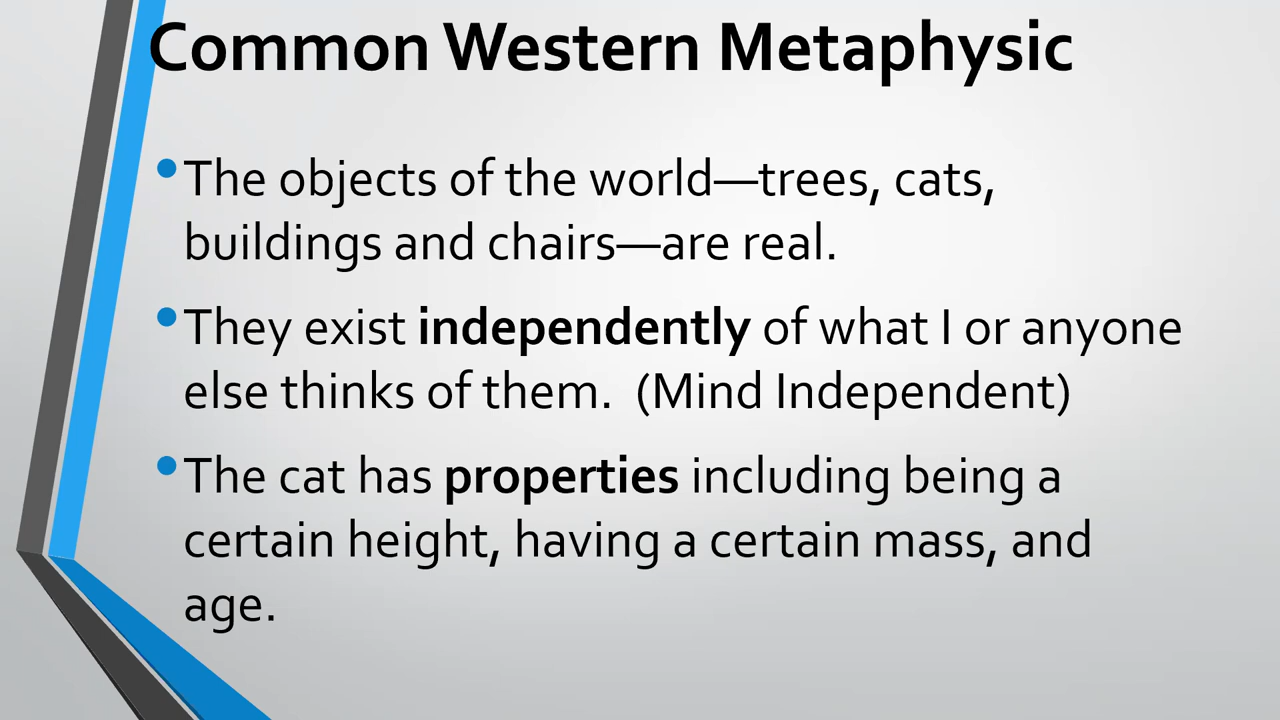 Common Western Metaphysic
•The objects of the world—trees, cats,
buildings and chairs—are real.
•They exist independently of what I or anyone
else thinks of them.  (Mind Independent)
•The cat has properties including being a
certain height, having a certain mass, and
age.